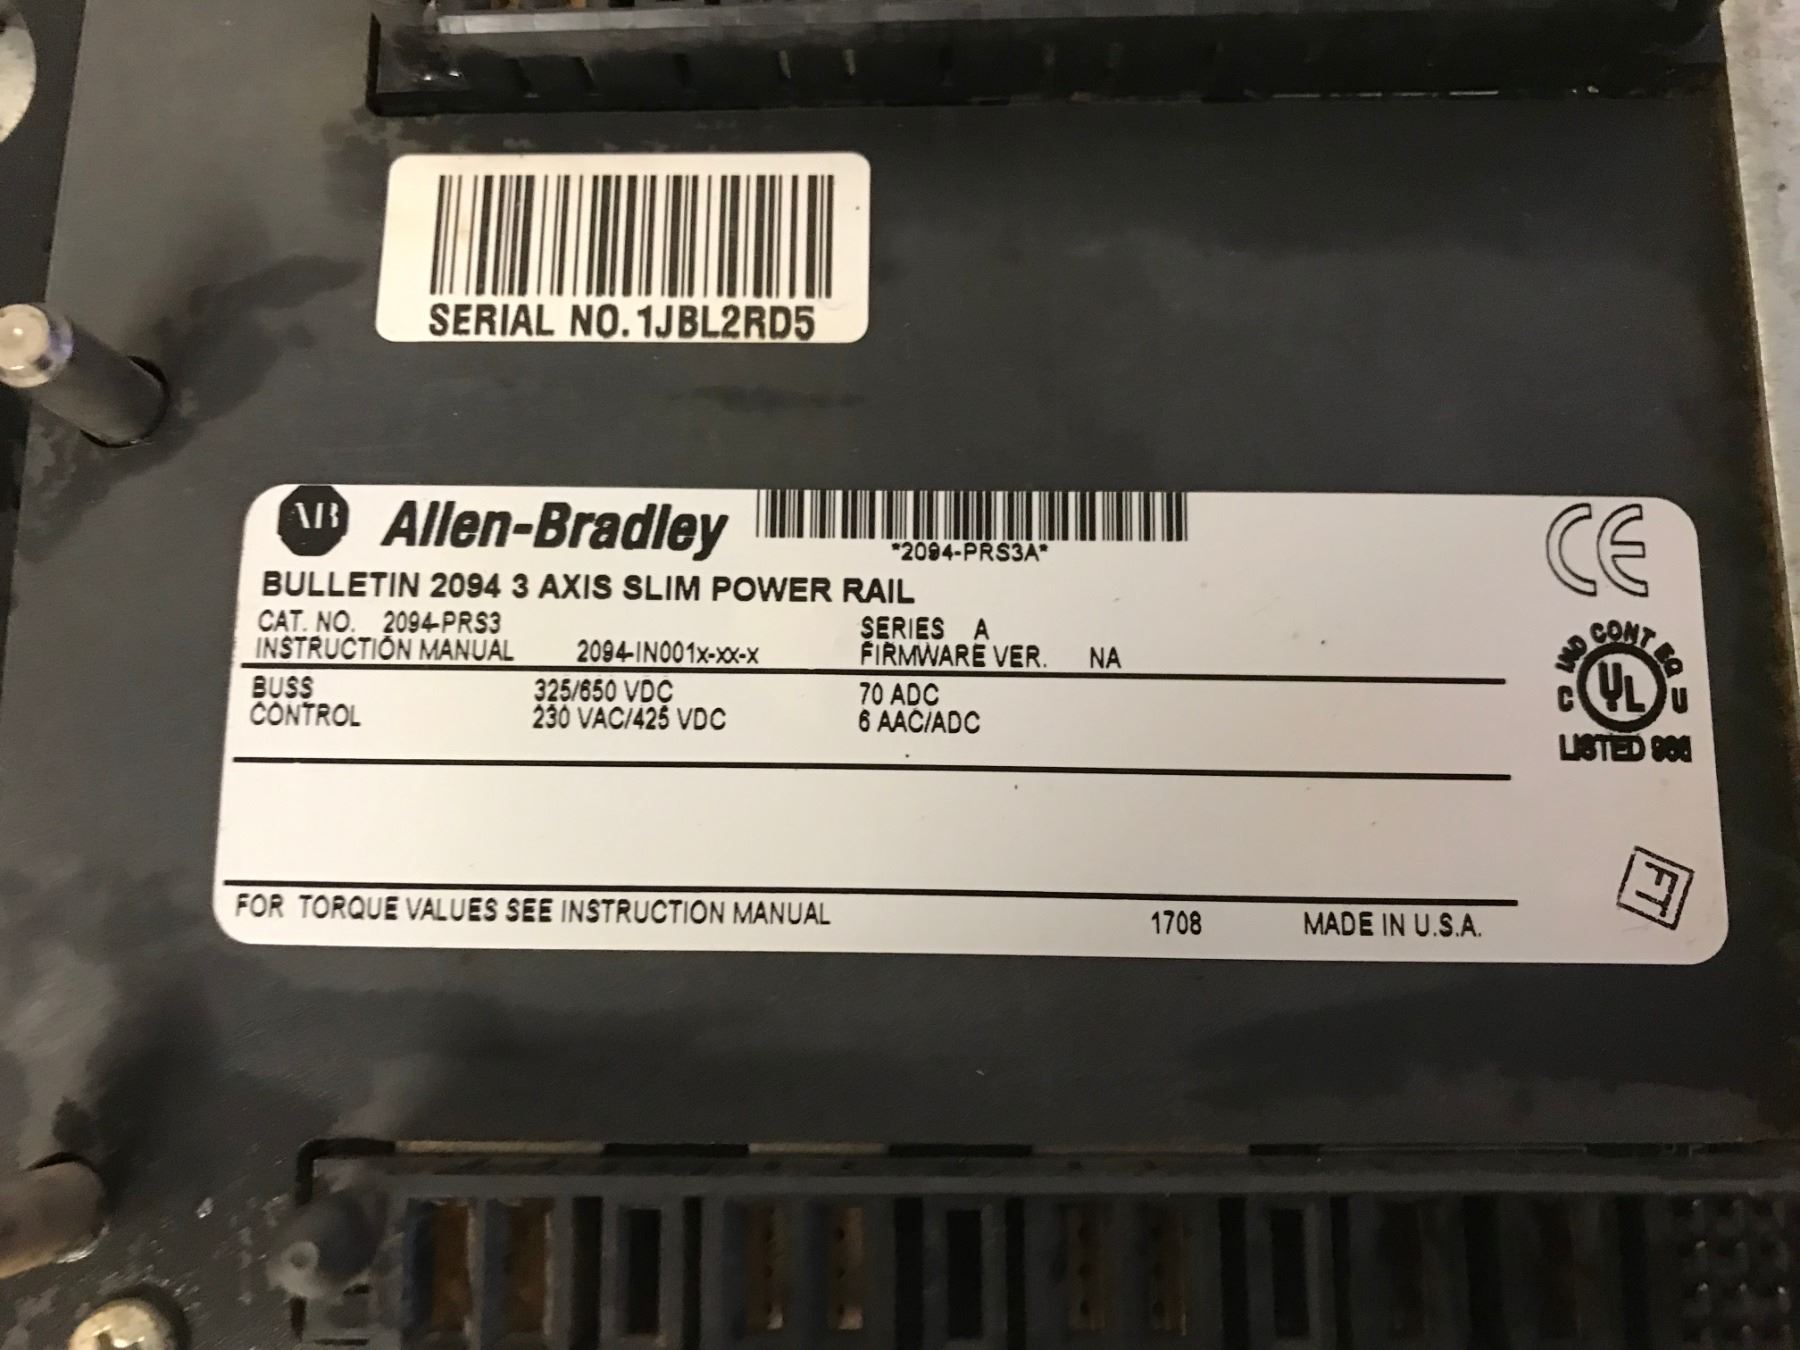 SERIAL NO. 1JBL2RD5
AB Allen-Bradley
*2094-PRS3A*
CE
BULLETIN 2094 3 AXIS SLIM POWER RAIL
CAT. NO. 2094-PRS3 SERIES A
INSTRUCTION MANUAL 2094-IN001x-xx-x FIRMWARE VER. NA
IND CONT EQ
C UL U
LISTED
BUSS 325/650 VDC 70 ADC
CONTROL 230 VAC/425 VDC 6 AAC/ADC
FOR TORQUE VALUES SEE INSTRUCTION MANUAL 1708 MADE IN U.S.A.
FT